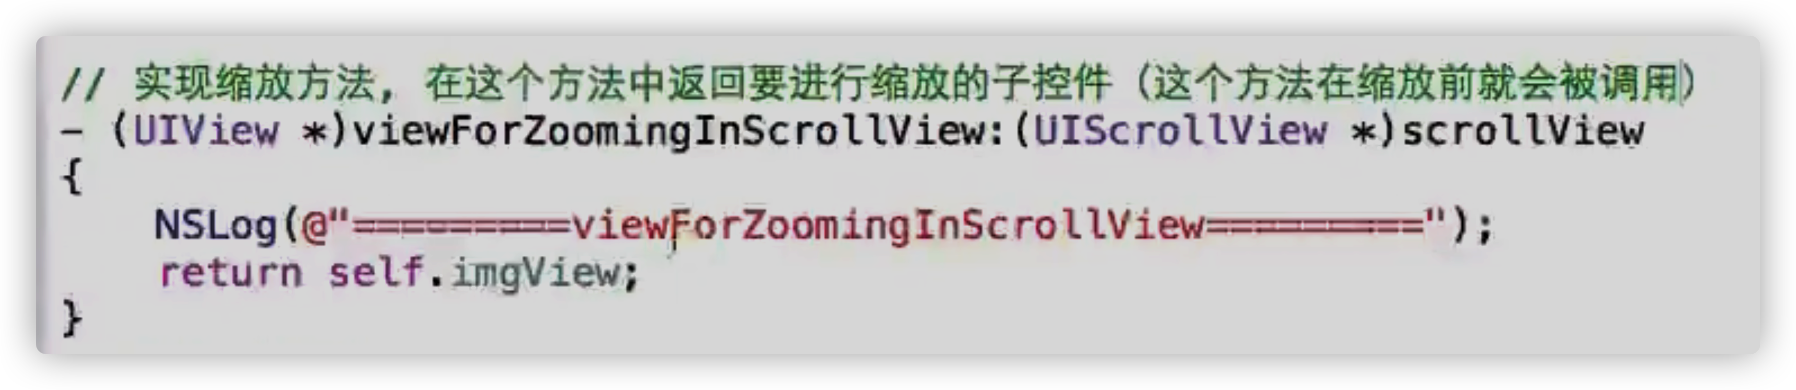 // 实现缩放方法，在这个方法中返回要进行缩放的子控件（这个方法在缩放前就会被调用）
- (UIView *)viewForZoomingInScrollView:(UIScrollView *)scrollView
{
    NSLog(@"=========viewForZoomingInScrollView=========");
    return self.imgView;
}